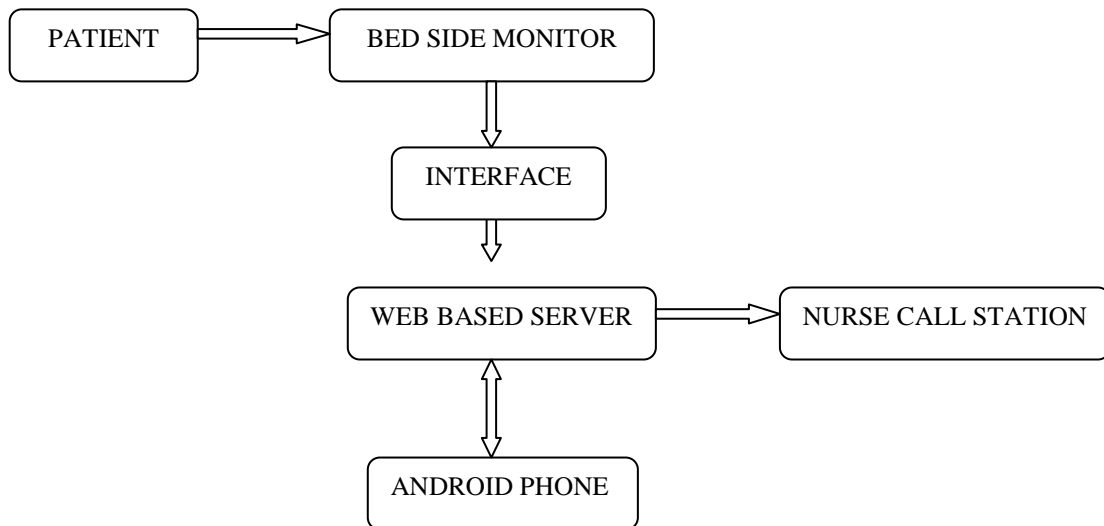 PATIENT
BED SIDE MONITOR
INTERFACE
WEB BASED SERVER
NURSE CALL STATION
ANDROID PHONE